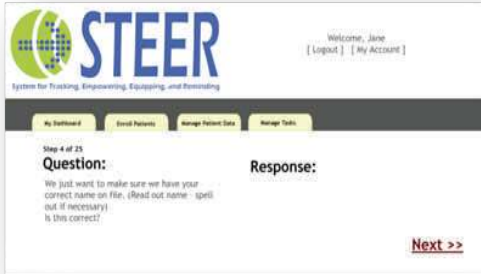 STEER
System for Tracking, Empowering, Equipping, and Reminding
Welcome, Jane
[ Logout ] [ My Account ]
My Dashboard
Enroll Patients
Manage Patient Data
Manage Tasks
Step 4 of 25
Question:
We just want to make sure we have your
correct name on file. (Read out name - spell
out if necessary)
Is this correct?
Response:
Next >>